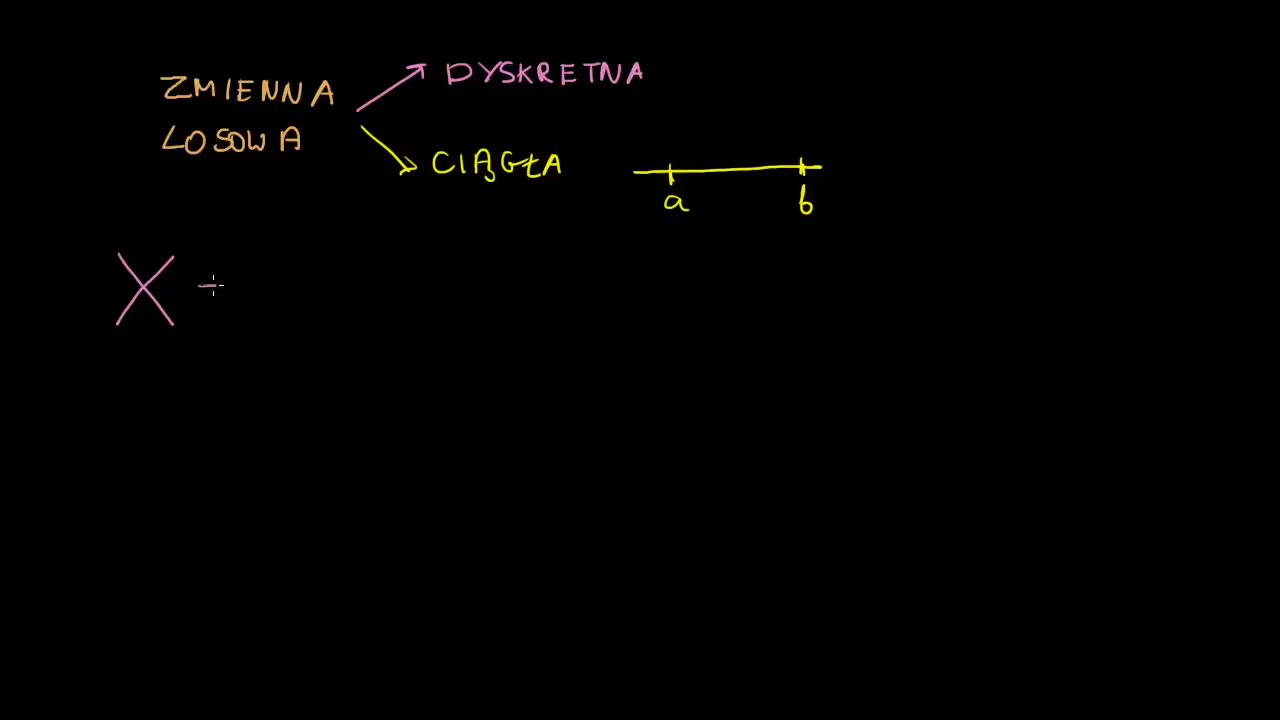 ZMIENNA
LOSOWA
DYSKRETNA
CIĄGŁA
a b
X -